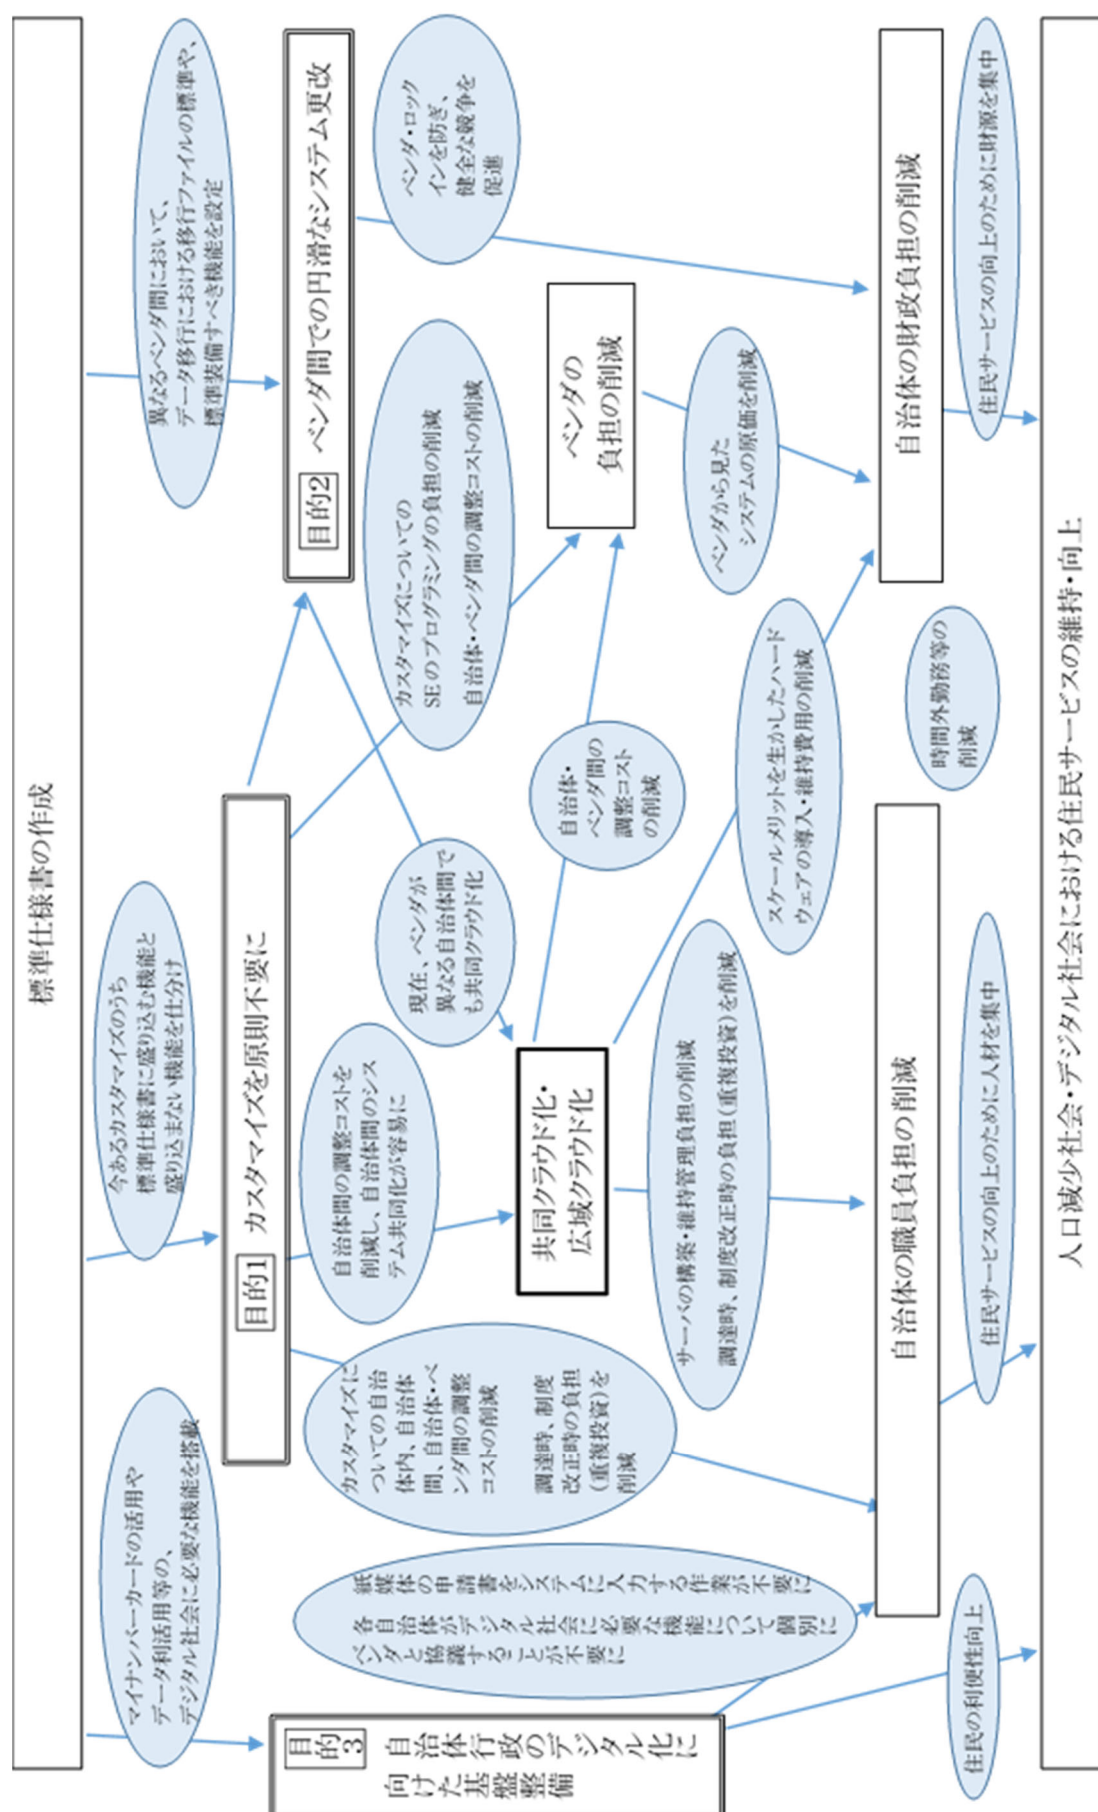 標準仕様書の作成
マイナンバーカードの活用や
データ利活用等の、
デジタル社会に必要な機能を搭載
今あるカスタマイズのうち
標準仕様書に盛り込む機能と
盛り込まない機能を仕分け
異なるベンダ間において、
データ移行における移行ファイルの標準や、
標準装備すべき機能を設定
目的
3
自治体行政のデジタル化に
向けた基盤整備
目的1
カスタマイズを原則不要に
目的2
ベンダ間での円滑なシステム更改
紙媒体の申請書をシステムに入力する作業が不要に
各自治体がデジタル社会に必要な機能について個別に
ベンダと協議することが不要に
カスタマイズに
ついての自治
体内、自治体
間、自治体・ベ
ンダ間の調整
コストの削減
調達時、制度
改正時の負担
(重複投資)を
削減
自治体間の調整コストを
削減し、自治体間のシス
テム共同化が容易に
現在、ベンダが
異なる自治体間で
も共同クラウド化
カスタマイズについての
SEのプログラミングの負担の削減
自治体・ベンダ間の調整コストの削減
ベンダ・ロック
インを防ぎ、
健全な競争を
促進
共同クラウド化・
広域クラウド化
自治体・
ベンダ間の
調整コスト
の削減
ベンダの
負担の削減
サーバの構築・維持管理負担の削減
調達時、制度改正時の負担(重複投資)を削減
スケールメリットを生かしたハード
ウェアの導入・維持費用の削減
ベンダから見た
システムの原価を削減
自治体の職員負担の削減
時間外勤務等の
削減
自治体の財政負担の削減
住民の利便性向上
住民サービスの向上のために人材を集中
住民サービスの向上のために財源を集中
人口減少社会・デジタル社会における住民サービスの維持・向上